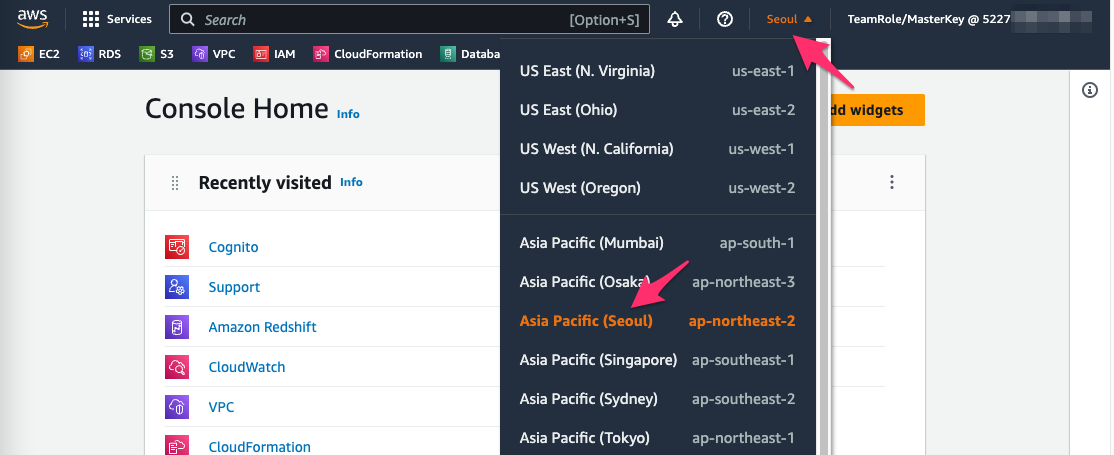 aws Services Search [Option+S] Seoul TeamRole/MasterKey @ 5227
EC2 RDS S3 VPC IAM CloudFormation Databa
US East (N. Virginia) us-east-1
Console Home Info
US East (Ohio) us-east-2
dd widgets
US West (N. California) us-west-1
Recently visited Info
US West (Oregon) us-west-2
Cognito
Asia Pacific (Mumbai) ap-south-1
Support
Asia Pacific (Osaka) ap-northeast-3
Amazon Redshift
Asia Pacific (Seoul) ap-northeast-2
CloudWatch
Asia Pacific (Singapore) ap-southeast-1
VPC
Asia Pacific (Sydney) ap-southeast-2
CloudFormation
Asia Pacific (Tokyo) ap-northeast-1